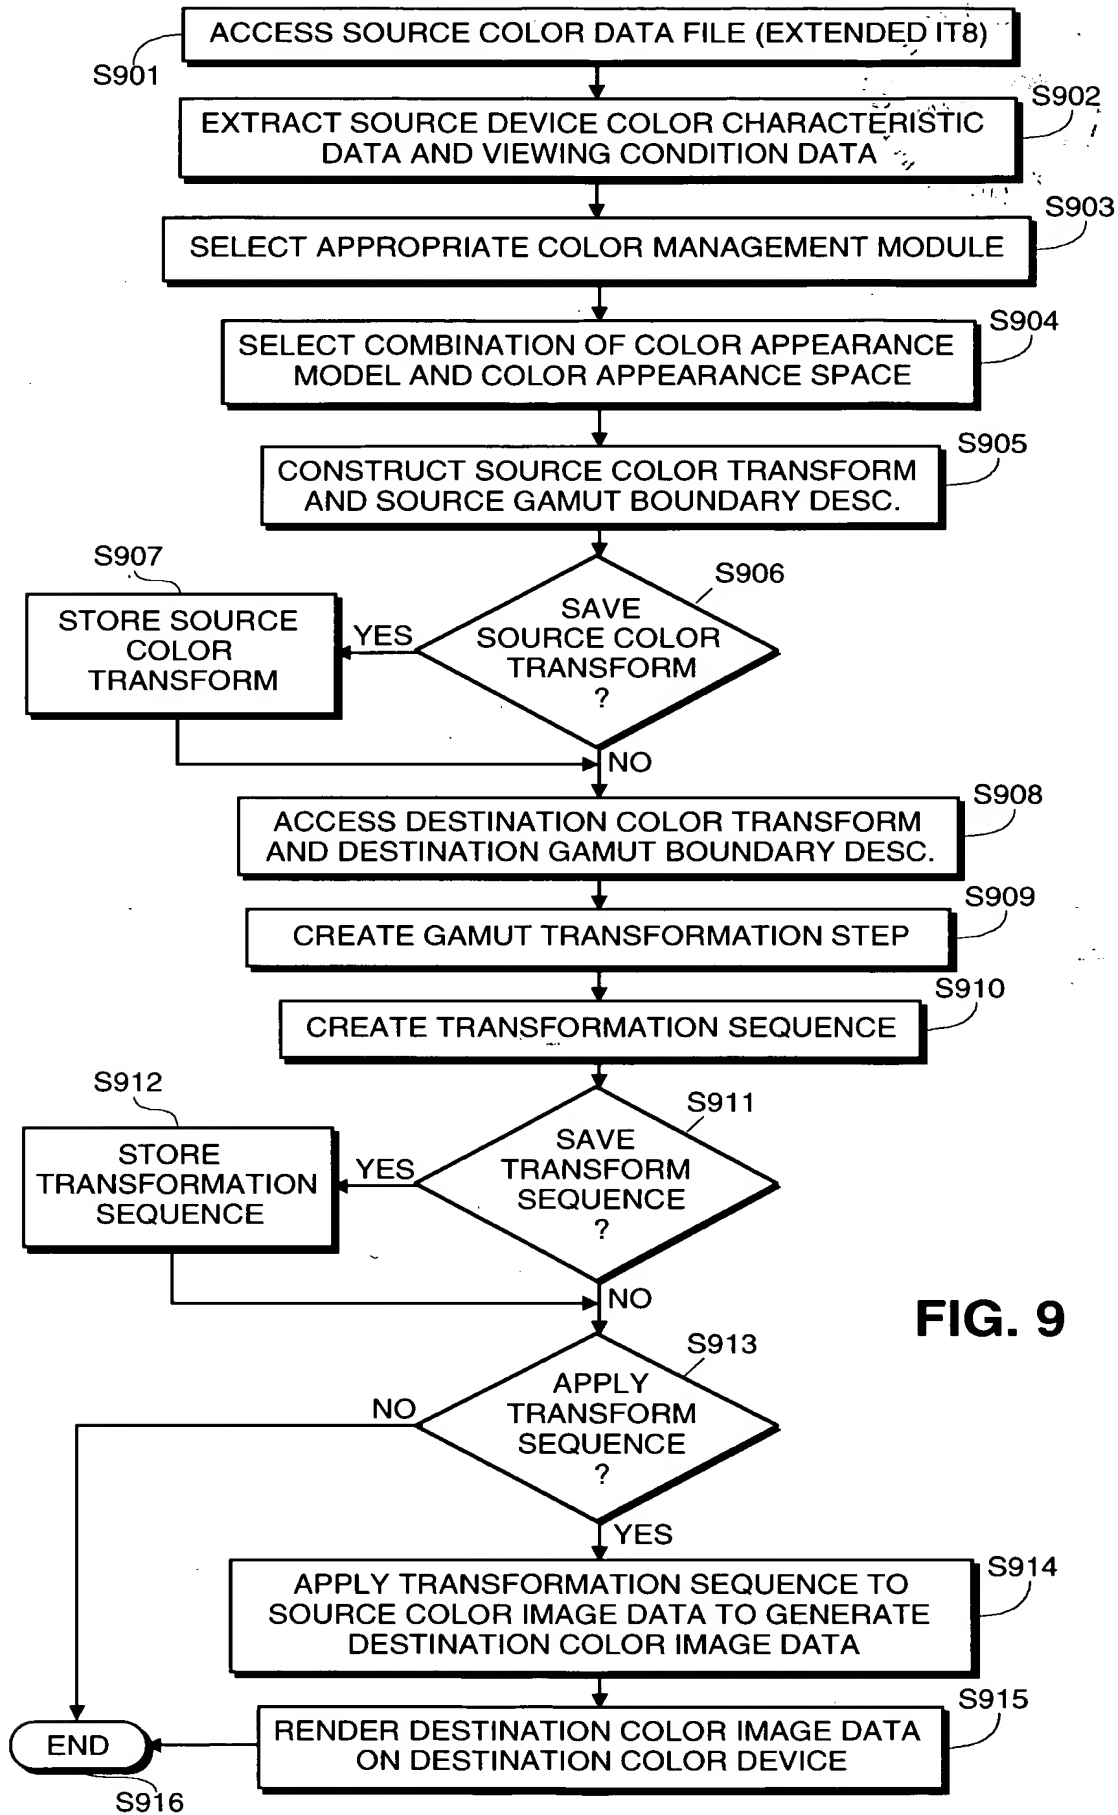 ACCESS SOURCE COLOR DATA FILE (EXTENDED IT8)
S901
S902
EXTRACT SOURCE DEVICE COLOR CHARACTERISTIC
DATA AND VIEWING CONDITION DATA
S903
SELECT APPROPRIATE COLOR MANAGEMENT MODULE
S904
SELECT COMBINATION OF COLOR APPEARANCE
MODEL AND COLOR APPEARANCE SPACE
S905
CONSTRUCT SOURCE COLOR TRANSFORM
AND SOURCE GAMUT BOUNDARY DESC.
S907
S906
STORE SOURCE
COLOR
TRANSFORM
YES
SAVE
SOURCE COLOR
TRANSFORM
?
NO
S908
ACCESS DESTINATION COLOR TRANSFORM
AND DESTINATION GAMUT BOUNDARY DESC.
S909
CREATE GAMUT TRANSFORMATION STEP
S910
CREATE TRANSFORMATION SEQUENCE
S912
S911
STORE
TRANSFORMATION
SEQUENCE
YES
SAVE
TRANSFORM
SEQUENCE
?
NO
FIG. 9
S913
NO
APPLY
TRANSFORM
SEQUENCE
?
YES
S914
APPLY TRANSFORMATION SEQUENCE TO
SOURCE COLOR IMAGE DATA TO GENERATE
DESTINATION COLOR IMAGE DATA
S915
RENDER DESTINATION COLOR IMAGE DATA
ON DESTINATION COLOR DEVICE
END
S916